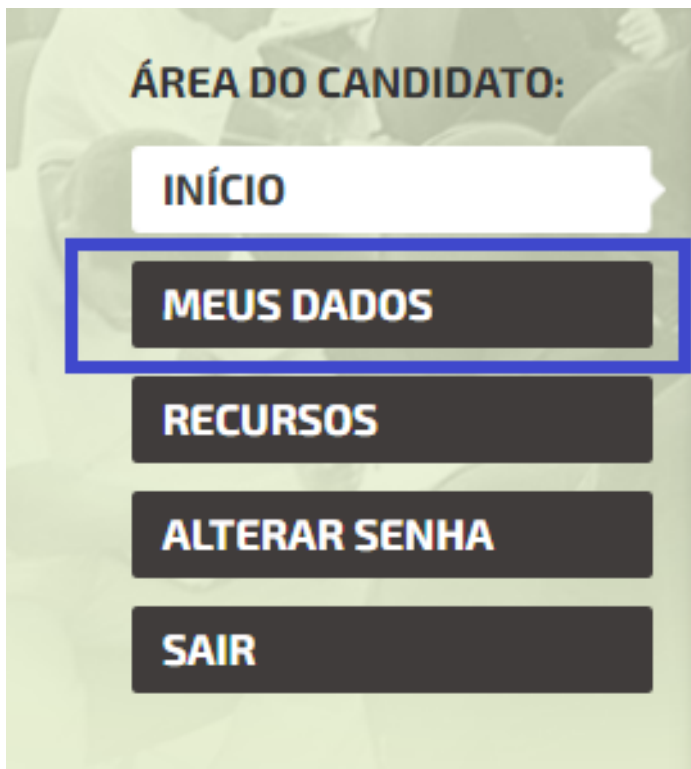 ÁREA DO CANDIDATO:
INÍCIO
MEUS DADOS
RECURSOS
ALTERAR SENHA
SAIR